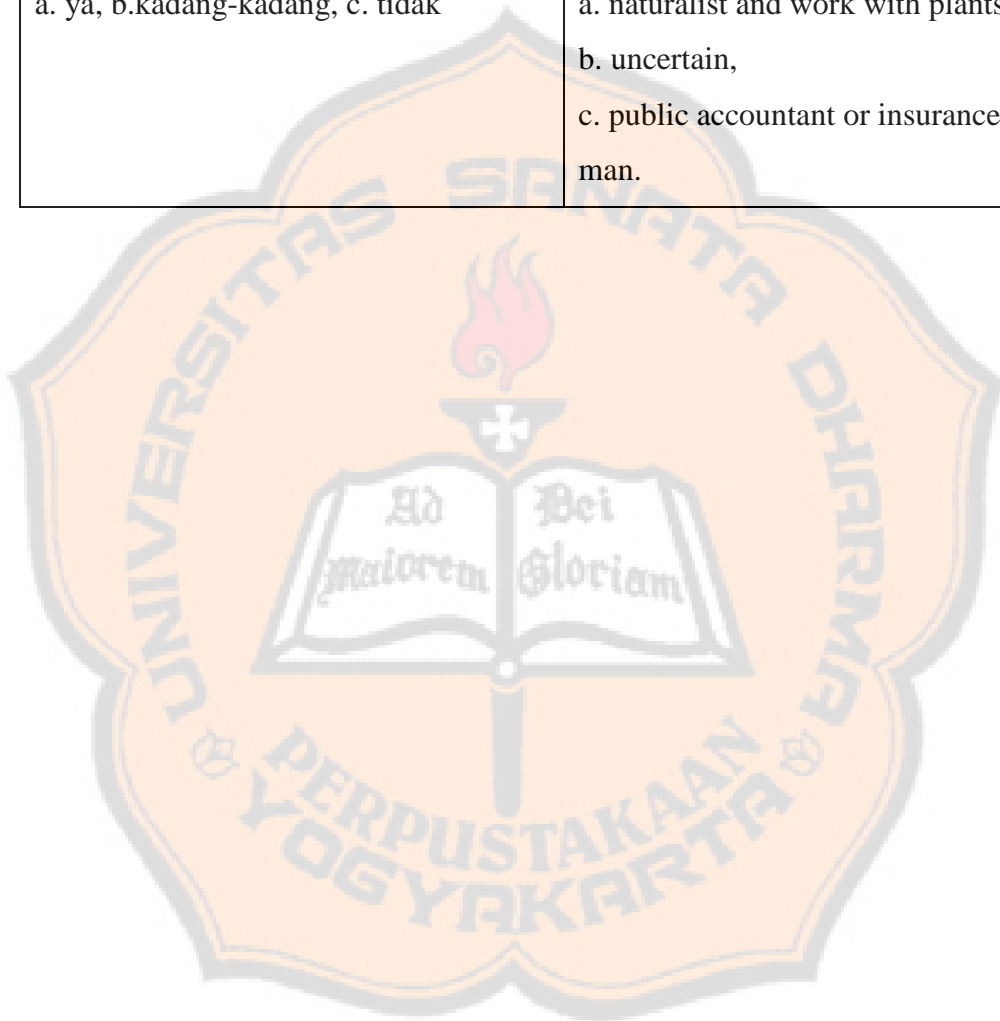 a. ya, b.kadang-kadang, c. tidak
a. naturalist and work with plants
b. uncertain,
c. public accountant or insurance
man.
UNIVERSITAS SANATA DHARMA
Ad Dei
Maiorem Gloriam
PERPUSTAKAAN
YOGYAKARTA